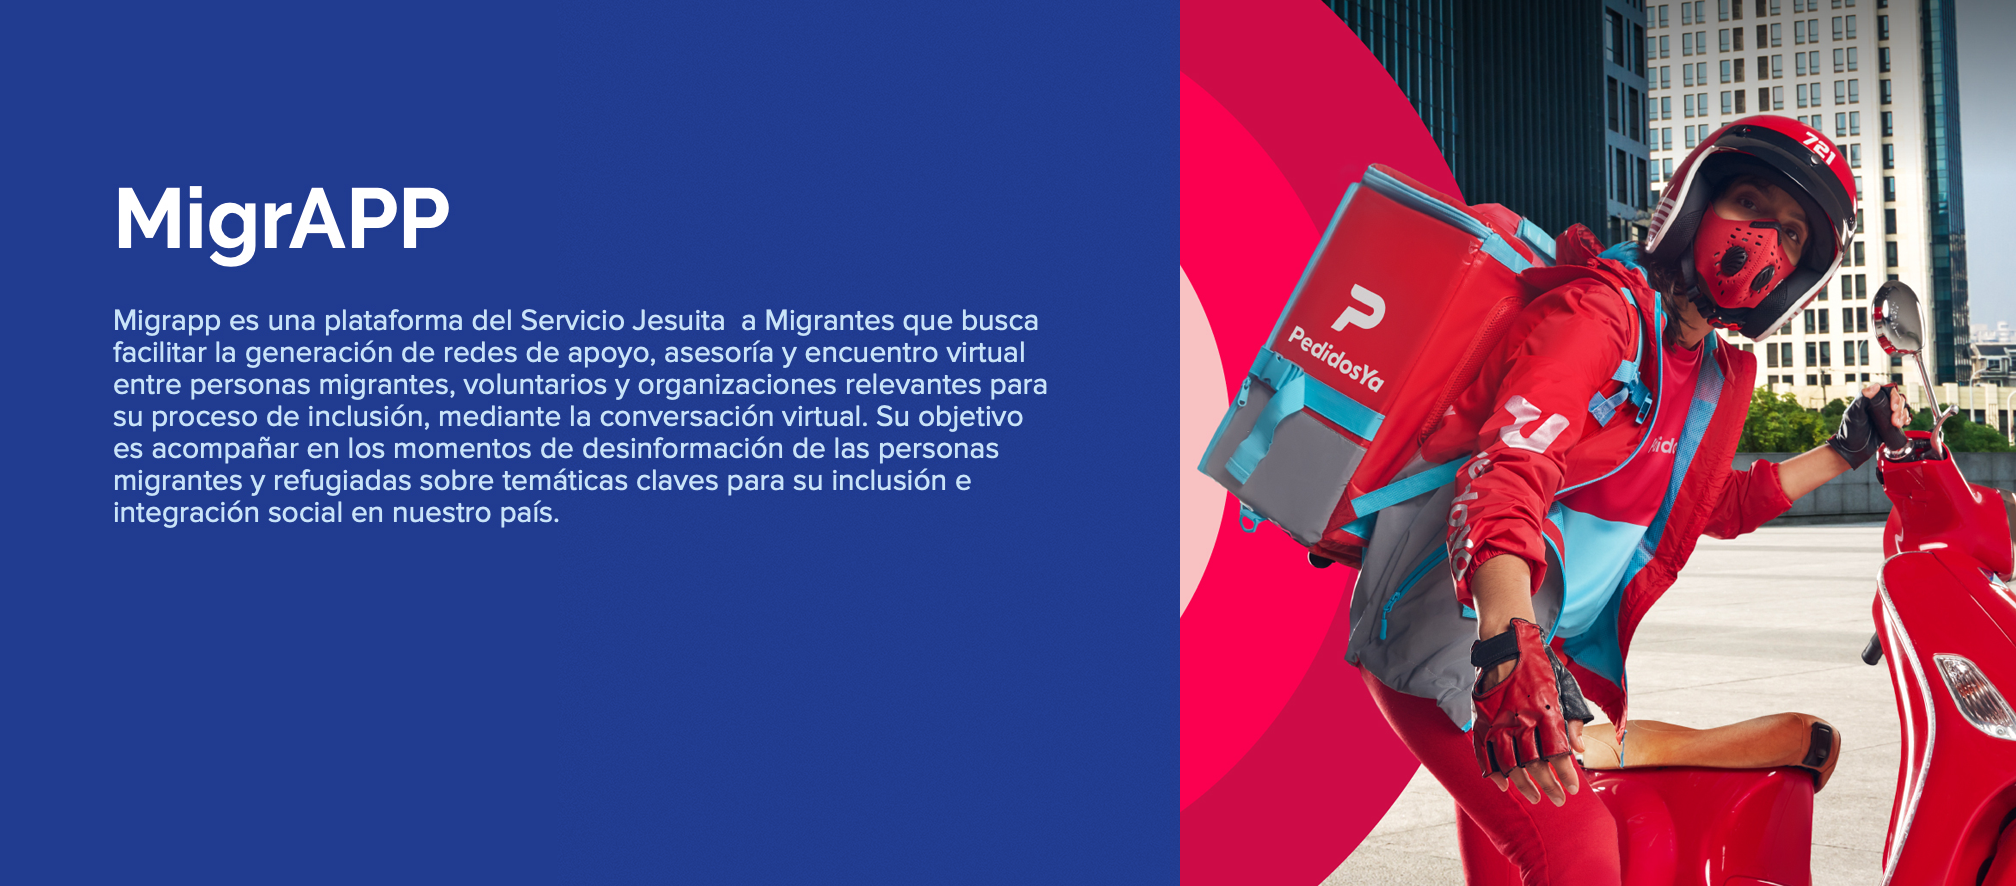 MigrAPP
Migrapp es una plataforma del Servicio Jesuita  a Migrantes que busca
facilitar la generación de redes de apoyo, asesoría y encuentro virtual
entre personas migrantes, voluntarios y organizaciones relevantes para
su proceso de inclusión, mediante la conversación virtual. Su objetivo
es acompañar en los momentos de desinformación de las personas
migrantes y refugiadas sobre temáticas claves para su inclusión e
integración social en nuestro país.
721
PedidosYa